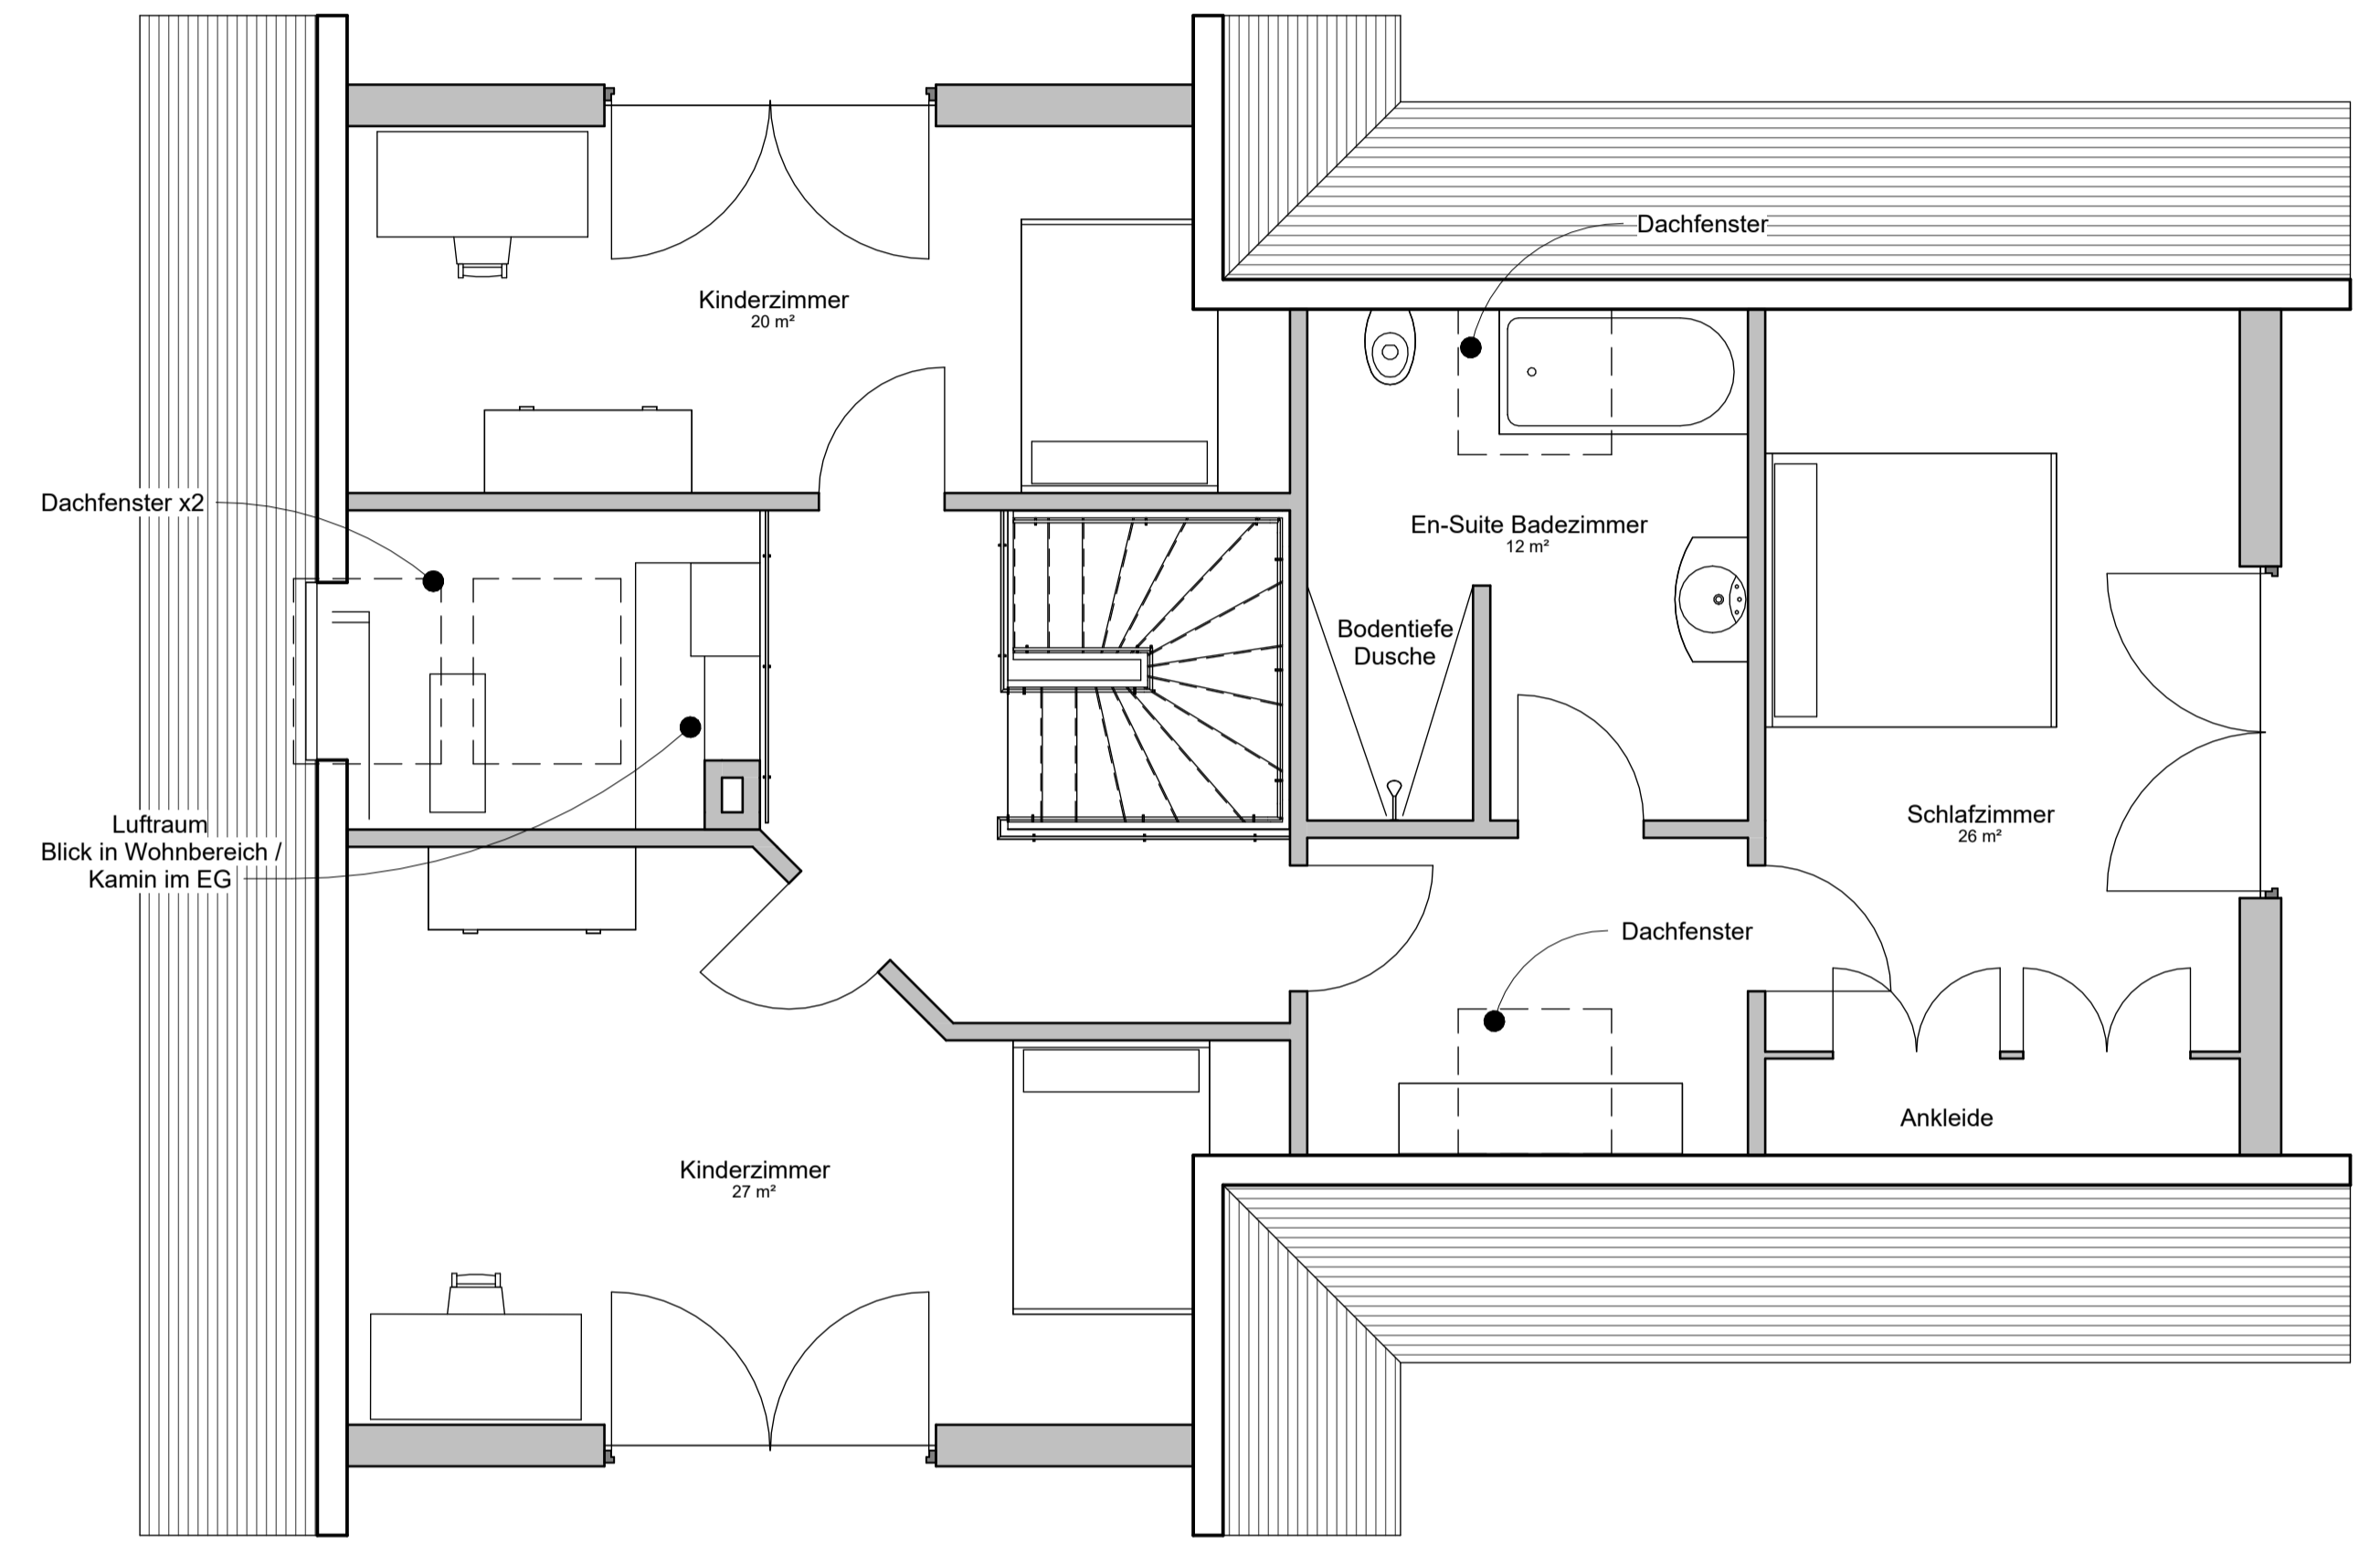 Dachfenster
Kinderzimmer
20 m²
Dachfenster x2
En-Suite Badezimmer
12 m²
Bodentiefe
Dusche
Luftraum
Blick in Wohnbereich /
Kamin im EG
Schlafzimmer
26 m²
Dachfenster
Ankleide
Kinderzimmer
27 m²